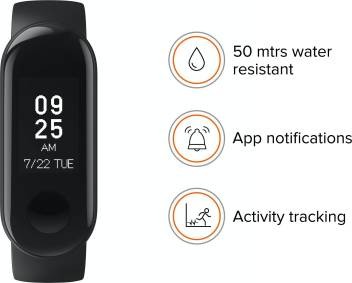 09
25
AM
7/22 TUE
50 mtrs water
resistant
App notifications
Activity tracking